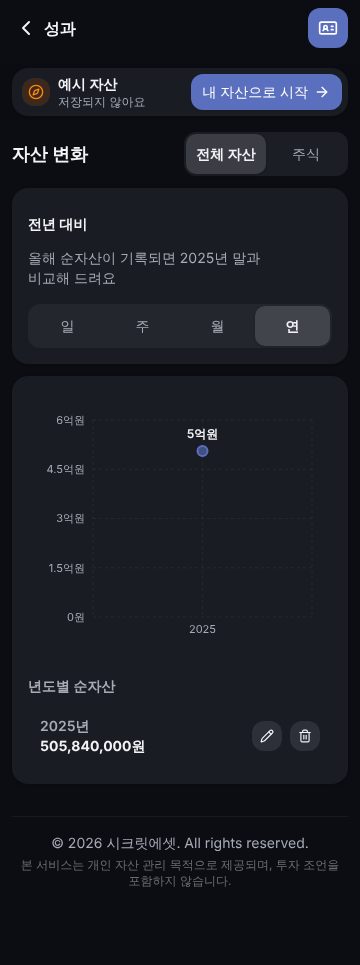 성과
예시 자산
저장되지 않아요
내 자산으로 시작
자산 변화
전체 자산
주식
전년 대비
올해 순자산이 기록되면 2025년 말과
비교해 드려요
일
주
월
연
6억원
5억원
4.5억원
3억원
1.5억원
0원
2025
년도별 순자산
2025년
505,840,000원
© 2026 시크릿에셋. All rights reserved.
본 서비스는 개인 자산 관리 목적으로 제공되며, 투자 조언을
포함하지 않습니다.